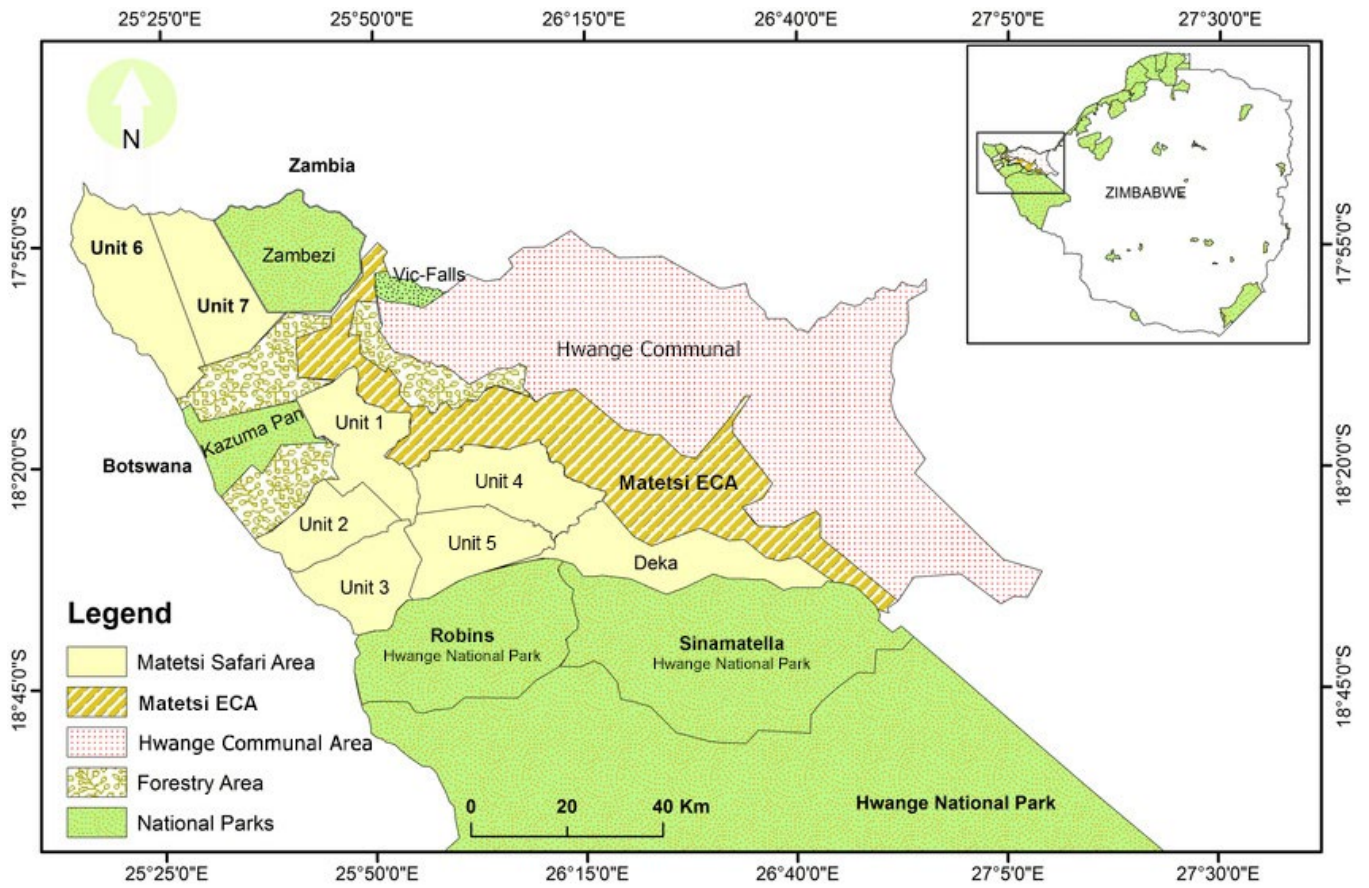 25°25'0"E 25°50'0"E 26°15'0"E 26°40'0"E 27°5'0"E 27°30'0"E
N
Zambia
ZIMBABWE
17°55'0"S
17°55'0"S
Unit 6
Zambezi
Vic-Falls
Unit 7
Hwange Communal
Kazuma Pan
Unit 1
Botswana
18°20'0"S
18°20'0"S
Unit 4
Matetsi ECA
Unit 2
Unit 5
Deka
Unit 3
Robins
Hwange National Park
Sinamatella
Hwange National Park
18°45'0"S
18°45'0"S
Legend
Matetsi Safari Area
Matetsi ECA
Hwange Communal Area
Forestry Area
National Parks
0 20 40 Km
Hwange National Park
25°25'0"E 25°50'0"E 26°15'0"E 26°40'0"E 27°5'0"E 27°30'0"E